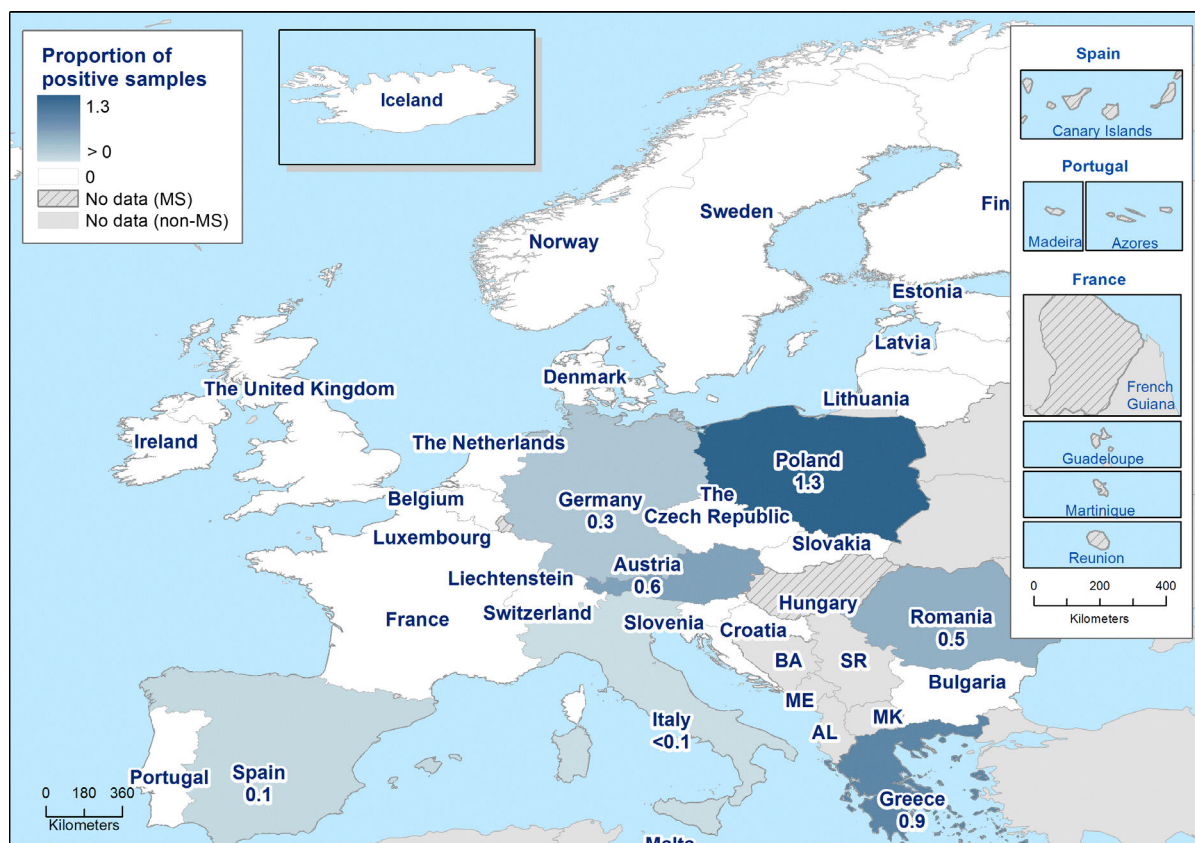 Proportion of
positive samples
1.3
> 0
0
No data (MS)
No data (non-MS)
Iceland
Norway
Sweden
Fin
Estonia
Latvia
Lithuania
Denmark
The United Kingdom
Ireland
The Netherlands
Belgium
Luxembourg
Germany
0.3
Poland
1.3
The
Czech Republic
Slovakia
Austria
0.6
Liechtenstein
Switzerland
France
Slovenia
Croatia
Hungary
Romania
0.5
Bulgaria
BA
SR
ME
MK
AL
Italy
<0.1
Greece
0.9
Portugal
Spain
0.1
Malta
0 180 360
Kilometers
Spain
Canary Islands
Portugal
Madeira
Azores
France
French
Guiana
Guadeloupe
Martinique
Reunion
0 200 400
Kilometers